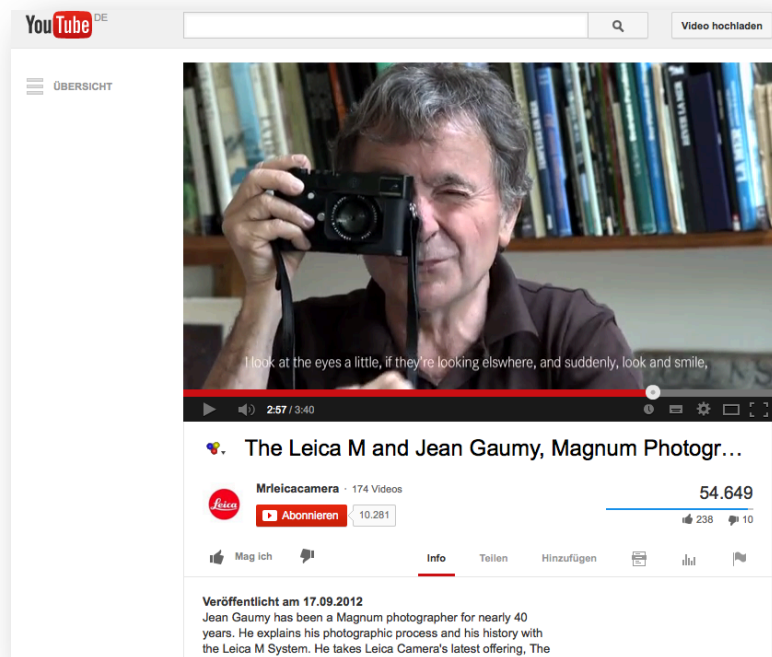 YouTube DE
Video hochladen
ÜBERSICHT
I look at the eyes a little, if they're looking elswhere, and suddenly, look and smile,
2:57 / 3:40
The Leica M and Jean Gaumy, Magnum Photogr...
Mrleicacamera · 174 Videos
Leica
Abonnieren 10.281
54.649
238 10
Mag ich
Info Teilen Hinzufügen
Veröffentlicht am 17.09.2012
Jean Gaumy has been a Magnum photographer for nearly 40
years. He explains his photographic process and his history with
the Leica M System. He takes Leica Camera's latest offering, The